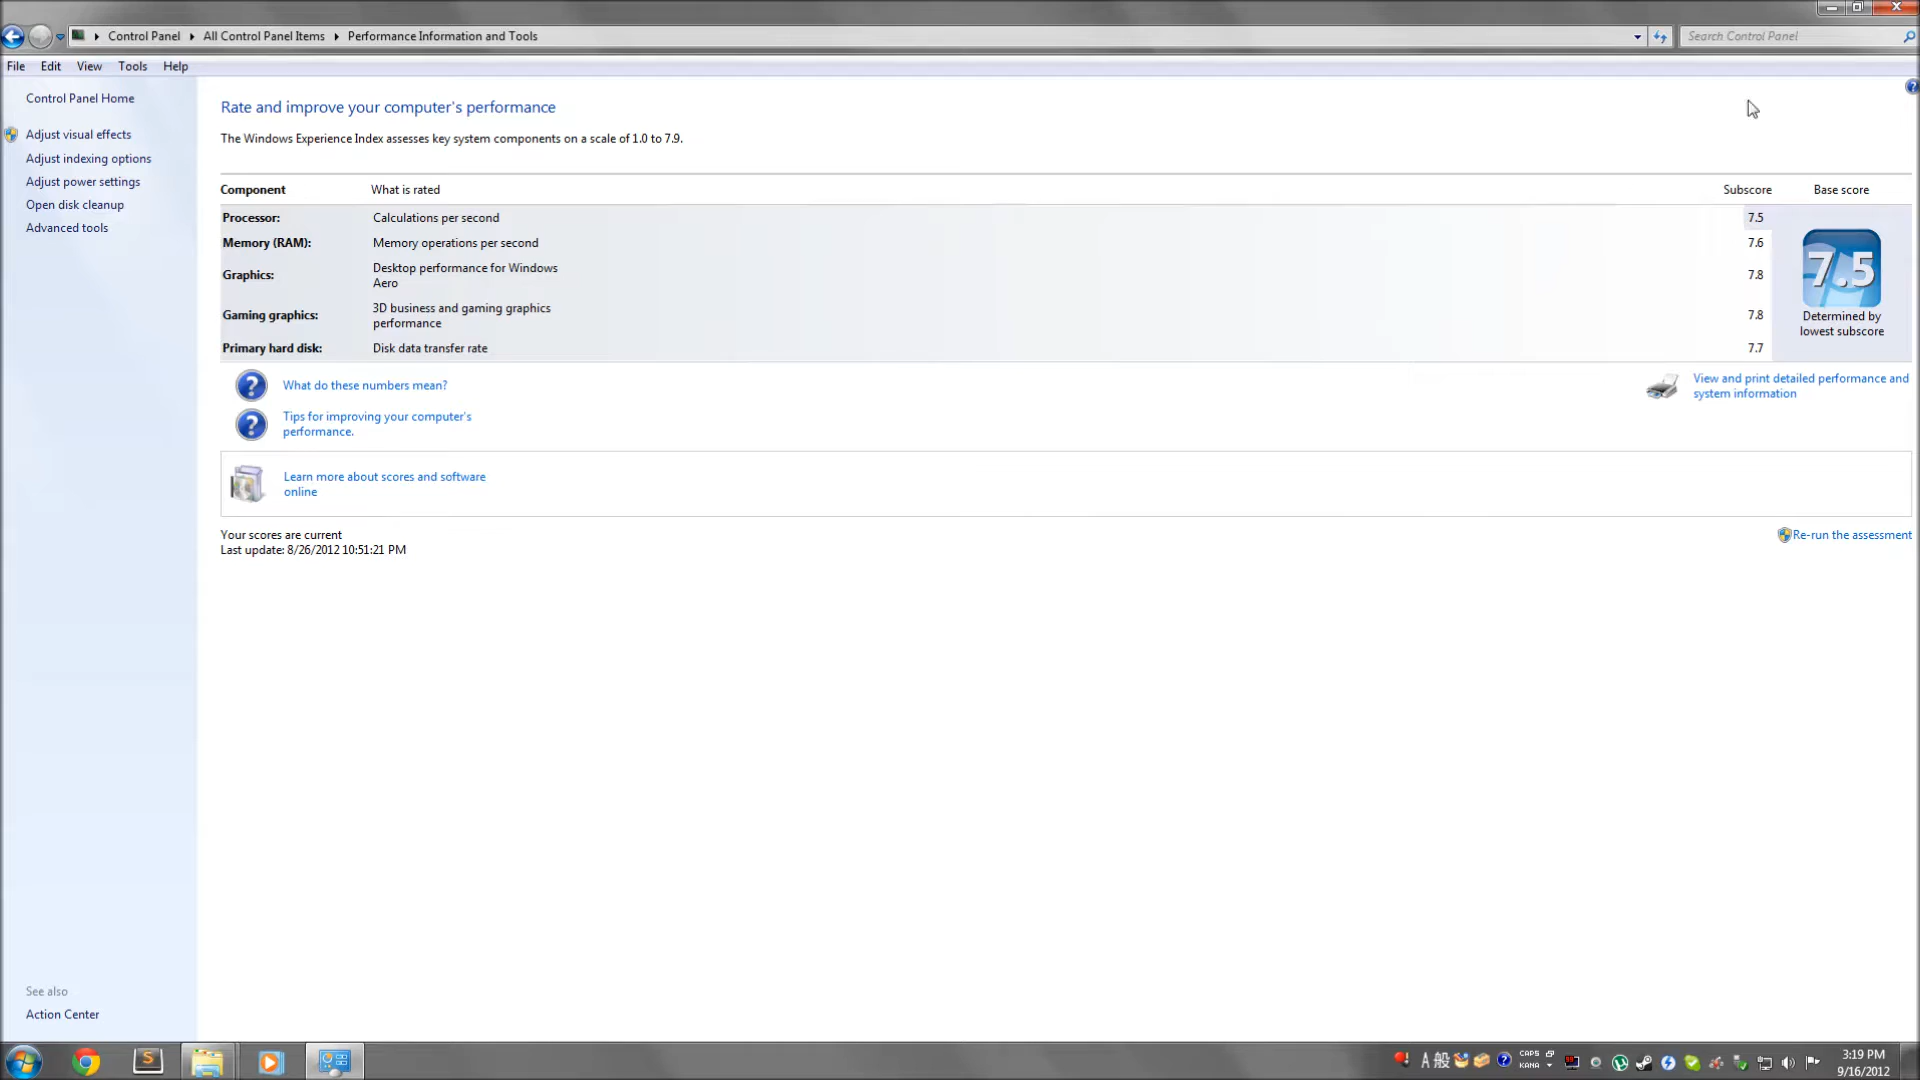 Control Panel All Control Panel Items Performance Information and Tools Search Control Panel
File Edit View Tools Help
Control Panel Home
Adjust visual effects
Adjust indexing options
Adjust power settings
Open disk cleanup
Advanced tools
Rate and improve your computer's performance
The Windows Experience Index assesses key system components on a scale of 1.0 to 7.9.
Component What is rated Subscore Base score
Processor: Calculations per second 7.5
Memory (RAM): Memory operations per second 7.6
Graphics: Desktop performance for Windows
Aero 7.8
Gaming graphics: 3D business and gaming graphics
performance 7.8
Primary hard disk: Disk data transfer rate 7.7
7.5
Determined by
lowest subscore
What do these numbers mean?
Tips for improving your computer's
performance.
View and print detailed performance and
system information
Learn more about scores and software
online
Your scores are current
Last update: 8/26/2012 10:51:21 PM
Re-run the assessment
See also
Action Center
A 般 CAPS
KANA
3:19 PM
9/16/2012